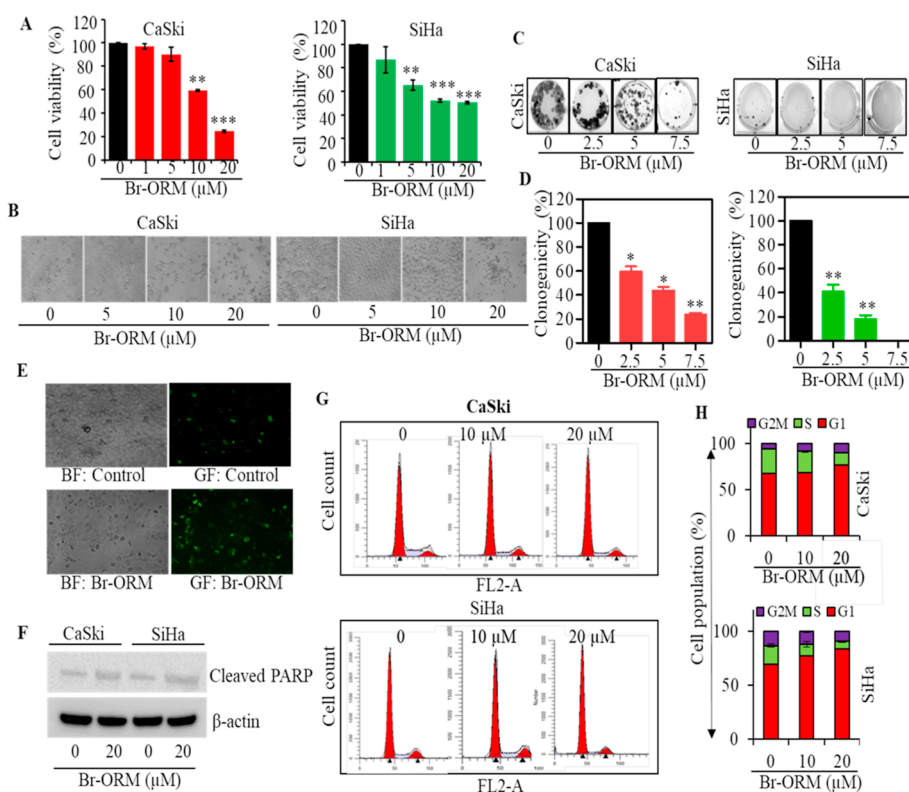 A
CaSki
Cell viability (%)
120
100
80
60
40
20
0
**
***
0 1 5 10 20
Br-ORM (µM)
SiHa
Cell viability (%)
120
100
80
60
40
20
0
**
***
***
0 1 5 10 20
Br-ORM (µM)
B
CaSki
SiHa
0 5 10 20
Br-ORM (µM)
0 5 10 20
Br-ORM (µM)
C
CaSki
CaSki
0 2.5 5 7.5
Br-ORM (µM)
SiHa
SiHa
0 2.5 5 7.5
Br-ORM (µM)
D
Clonogenicity (%)
120
100
80
60
40
20
0
*
*
**
0 2.5 5 7.5
Br-ORM (µM)
Clonogenicity (%)
120
100
80
60
40
20
0
**
**
0 2.5 5 7.5
Br-ORM (µM)
E
BF: Control
GF: Control
BF: Br-ORM
GF: Br-ORM
F
CaSki SiHa
Cleaved PARP
β-actin
0 20 0 20
Br-ORM (µM)
G
CaSki
0 10 µM 20 µM
Cell count
FL2-A
SiHa
0 10 µM 20 µM
Cell count
Number
FL2-A
H
G2M S G1
100
50
0
CaSki
0 10 20
Br-ORM (µM)
Cell population (%)
G2M S G1
100
50
0
SiHa
0 10 20
Br-ORM (µM)